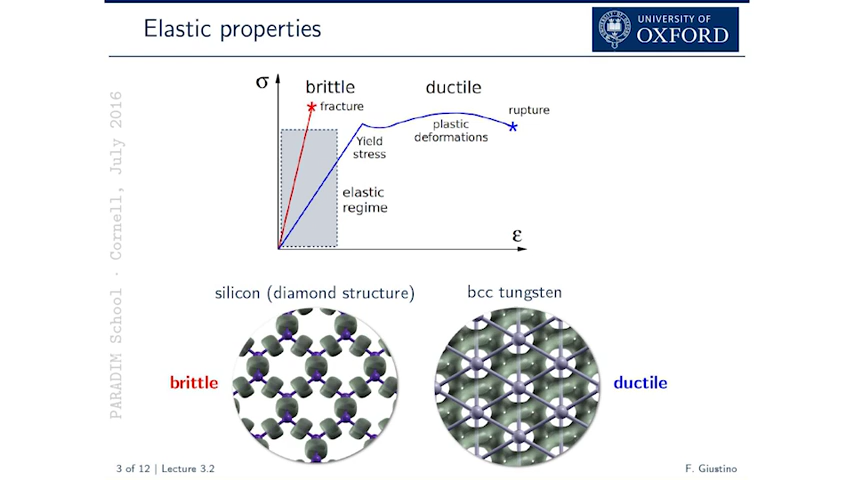 Elastic properties
UNIVERSITY OF
OXFORD
PARADIM School · Cornell, July 2016
σ
brittle
ductile
fracture
rupture
Yield
stress
plastic
deformations
elastic
regime
ε
silicon (diamond structure)
bcc tungsten
brittle
ductile
3 of 12 | Lecture 3.2
F. Giustino